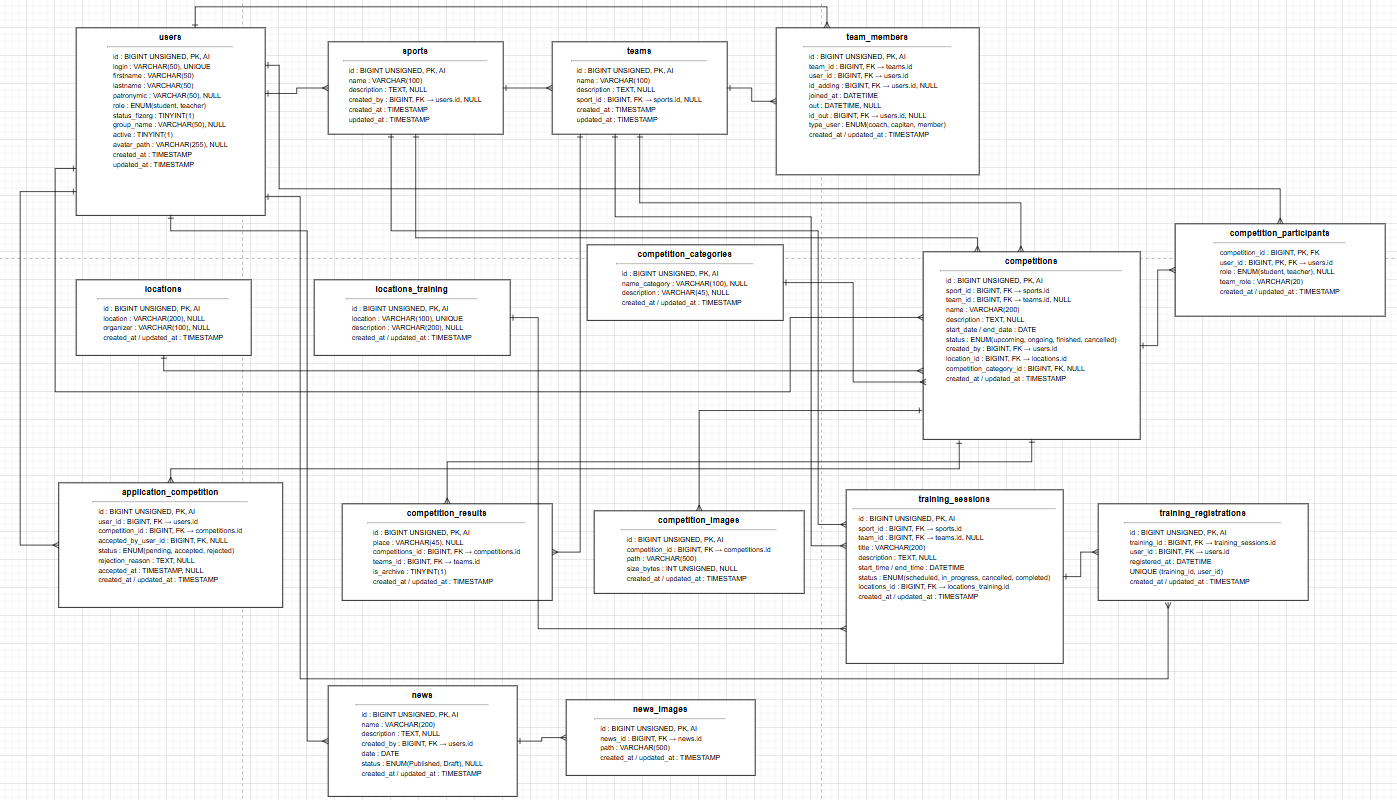 users
id : BIGINT UNSIGNED, PK, AI
login : VARCHAR(50), UNIQUE
firstname : VARCHAR(50)
lastname : VARCHAR(50)
patronymic : VARCHAR(50), NULL
role : ENUM(student, teacher)
status_fizorg : TINYINT(1)
group_name : VARCHAR(50), NULL
active : TINYINT(1)
avatar_path : VARCHAR(255), NULL
created_at : TIMESTAMP
updated_at : TIMESTAMP
sports
id : BIGINT UNSIGNED, PK, AI
name : VARCHAR(100)
description : TEXT, NULL
created_by : BIGINT, FK → users.id, NULL
created_at : TIMESTAMP
updated_at : TIMESTAMP
teams
id : BIGINT UNSIGNED, PK, AI
name : VARCHAR(100)
description : TEXT, NULL
sport_id : BIGINT, FK → sports.id, NULL
created_at : TIMESTAMP
updated_at : TIMESTAMP
team_members
id : BIGINT UNSIGNED, PK, AI
team_id : BIGINT, FK → teams.id
user_id : BIGINT, FK → users.id
id_adding : BIGINT, FK → users.id, NULL
joined_at : DATETIME
out : DATETIME, NULL
id_out : BIGINT, FK → users.id, NULL
type_user : ENUM(coach, capitan, member)
created_at / updated_at : TIMESTAMP
competition_participants
competition_id : BIGINT, PK, FK
user_id : BIGINT, PK, FK → users.id
role : ENUM(student, teacher), NULL
team_role : VARCHAR(20)
created_at / updated_at : TIMESTAMP
competition_categories
id : BIGINT UNSIGNED, PK, AI
name_category : VARCHAR(100), NULL
description : VARCHAR(45), NULL
created_at / updated_at : TIMESTAMP
competitions
id : BIGINT UNSIGNED, PK, AI
sport_id : BIGINT, FK → sports.id
team_id : BIGINT, FK → teams.id, NULL
name : VARCHAR(200)
description : TEXT, NULL
start_date / end_date : DATE
status : ENUM(upcoming, ongoing, finished, cancelled)
created_by : BIGINT, FK → users.id
location_id : BIGINT, FK → locations.id
competition_category_id : BIGINT, FK, NULL
created_at / updated_at : TIMESTAMP
locations
id : BIGINT UNSIGNED, PK, AI
location : VARCHAR(200), NULL
organizer : VARCHAR(100), NULL
created_at / updated_at : TIMESTAMP
locations_training
id : BIGINT UNSIGNED, PK, AI
location : VARCHAR(100), UNIQUE
description : VARCHAR(200), NULL
created_at / updated_at : TIMESTAMP
application_competition
id : BIGINT UNSIGNED, PK, AI
user_id : BIGINT, FK → users.id
competition_id : BIGINT, FK → competitions.id
accepted_by_user_id : BIGINT, FK, NULL
status : ENUM(pending, accepted, rejected)
rejection_reason : TEXT, NULL
accepted_at : TIMESTAMP, NULL
created_at / updated_at : TIMESTAMP
competition_results
id : BIGINT UNSIGNED, PK, AI
place : VARCHAR(45), NULL
competitions_id : BIGINT, FK → competitions.id
teams_id : BIGINT, FK → teams.id
is_archive : TINYINT(1)
created_at / updated_at : TIMESTAMP
competition_images
id : BIGINT UNSIGNED, PK, AI
competition_id : BIGINT, FK → competitions.id
path : VARCHAR(500)
size_bytes : INT UNSIGNED, NULL
created_at / updated_at : TIMESTAMP
training_sessions
id : BIGINT UNSIGNED, PK, AI
sport_id : BIGINT, FK → sports.id
team_id : BIGINT, FK → teams.id, NULL
title : VARCHAR(200)
description : TEXT, NULL
start_time / end_time : DATETIME
status : ENUM(scheduled, in_progress, cancelled, completed)
locations_id : BIGINT, FK → locations_training.id
created_at / updated_at : TIMESTAMP
training_registrations
id : BIGINT UNSIGNED, PK, AI
training_id : BIGINT, FK → training_sessions.id
user_id : BIGINT, FK → users.id
registered_at : DATETIME
UNIQUE (training_id, user_id)
created_at / updated_at : TIMESTAMP
news
id : BIGINT UNSIGNED, PK, AI
name : VARCHAR(200)
description : TEXT, NULL
created_by : BIGINT, FK → users.id
date : DATE
status : ENUM(Published, Draft), NULL
created_at / updated_at : TIMESTAMP
news_images
id : BIGINT UNSIGNED, PK, AI
news_id : BIGINT, FK → news.id
path : VARCHAR(500)
created_at / updated_at : TIMESTAMP